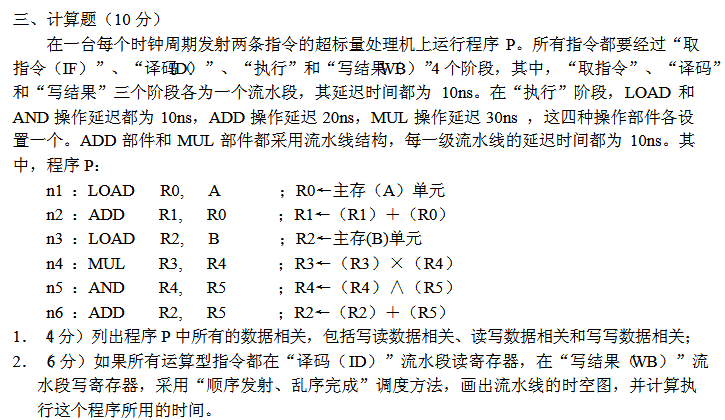 三、计算题（10 分）
在一台每个时钟周期发射两条指令的超标量处理机上运行程序 P。所有指令都要经过“取
指令（IF）”、“译码（ID）”、“执行”和“写结果（WB）”4 个阶段，其中，“取指令”、“译码”
和“写结果”三个阶段各为一个流水段，其延迟时间都为 10ns。在“执行”阶段，LOAD 和
AND 操作延迟都为 10ns，ADD 操作延迟 20ns，MUL 操作延迟 30ns ，这四种操作部件各设
置一个。ADD 部件和 MUL 部件都采用流水线结构，每一级流水线的延迟时间都为 10ns。其
中，程序 P：
n1 ：LOAD R0, A ；R0←主存（A）单元
n2 ：ADD R1, R0 ；R1←（R1）＋（R0）
n3 ：LOAD R2, B ；R2←主存(B)单元
n4 ：MUL R3, R4 ；R3←（R3）×（R4）
n5 ：AND R4, R5 ；R4←（R4）∧（R5）
n6 ：ADD R2, R5 ；R2←（R2）＋（R5）
1． 4 分）列出程序 P 中所有的数据相关，包括写读数据相关、读写数据相关和写写数据相关；
2． 6 分）如果所有运算型指令都在“译码（ID）”流水段读寄存器，在“写结果（WB）”流
水段写寄存器，采用“顺序发射、乱序完成”调度方法，画出流水线的时空图，并计算执
行这个程序所用的时间。